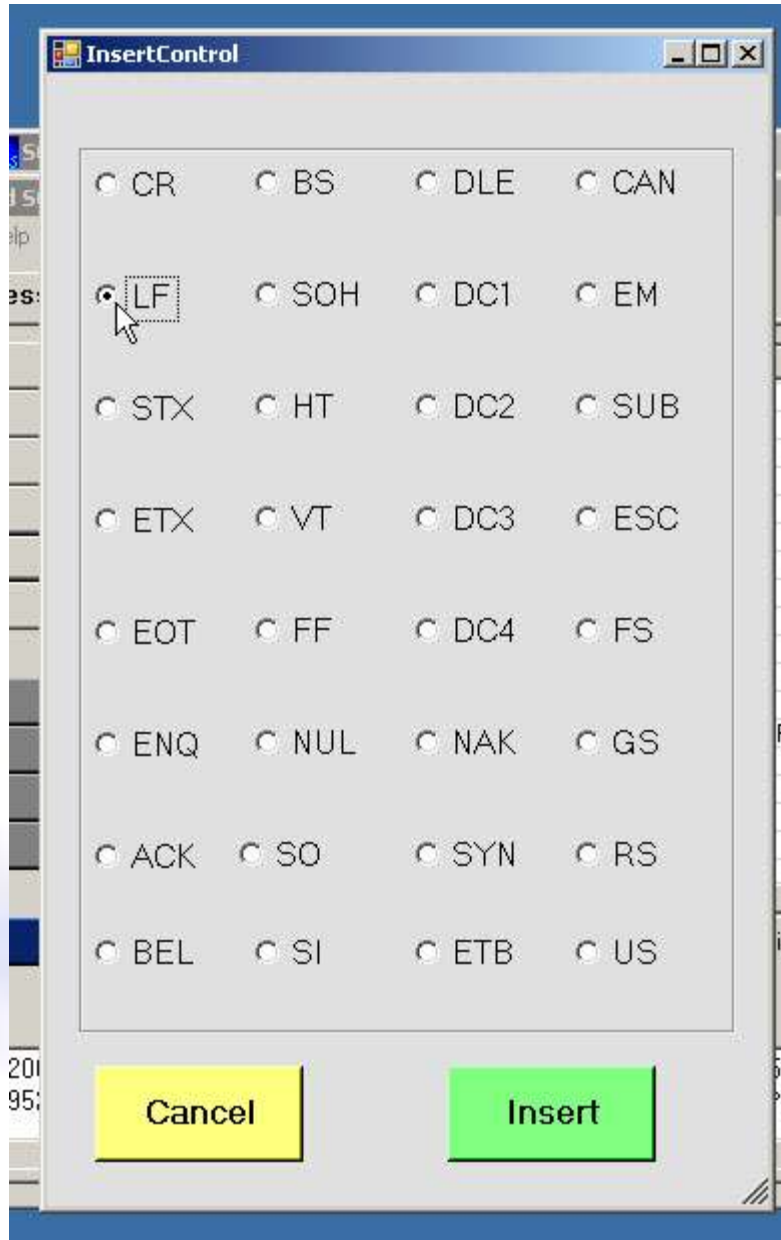 InsertControl
CR BS DLE CAN
LF SOH DC1 EM
STX HT DC2 SUB
ETX VT DC3 ESC
EOT FF DC4 FS
ENQ NUL NAK GS
ACK SO SYN RS
BEL SI ETB US
Cancel Insert